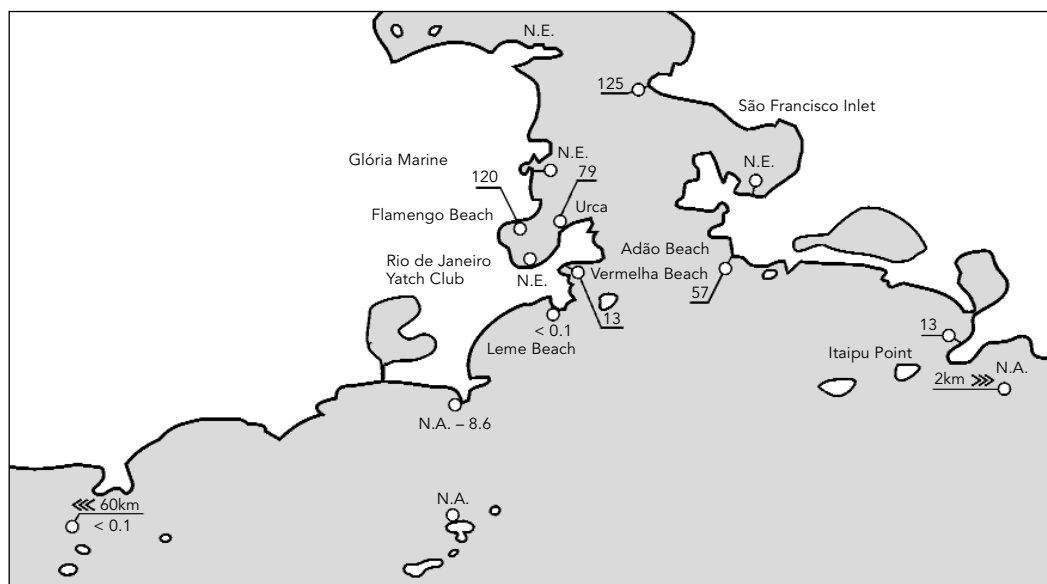 N.E.
125
São Francisco Inlet
Glória Marine
N.E.
N.E.
120
79
Flamengo Beach
Urca
Rio de Janeiro
Yatch Club
N.E.
Adão Beach
Vermelha Beach
57
13
< 0.1
Leme Beach
13
Itaipu Point
N.A.
2km >>>
N.A. – 8.6
<<< 60km
< 0.1
N.A.